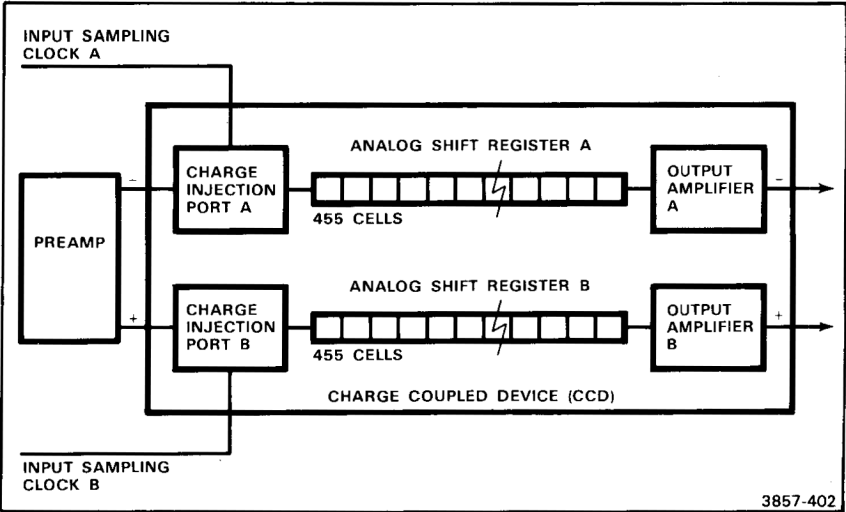 INPUT SAMPLING
CLOCK A
ANALOG SHIFT REGISTER A
CHARGE
INJECTION
PORT A
OUTPUT
AMPLIFIER
A
−
−
455 CELLS
PREAMP
ANALOG SHIFT REGISTER B
CHARGE
INJECTION
PORT B
OUTPUT
AMPLIFIER
B
+
+
455 CELLS
CHARGE COUPLED DEVICE (CCD)
INPUT SAMPLING
CLOCK B
3857-402